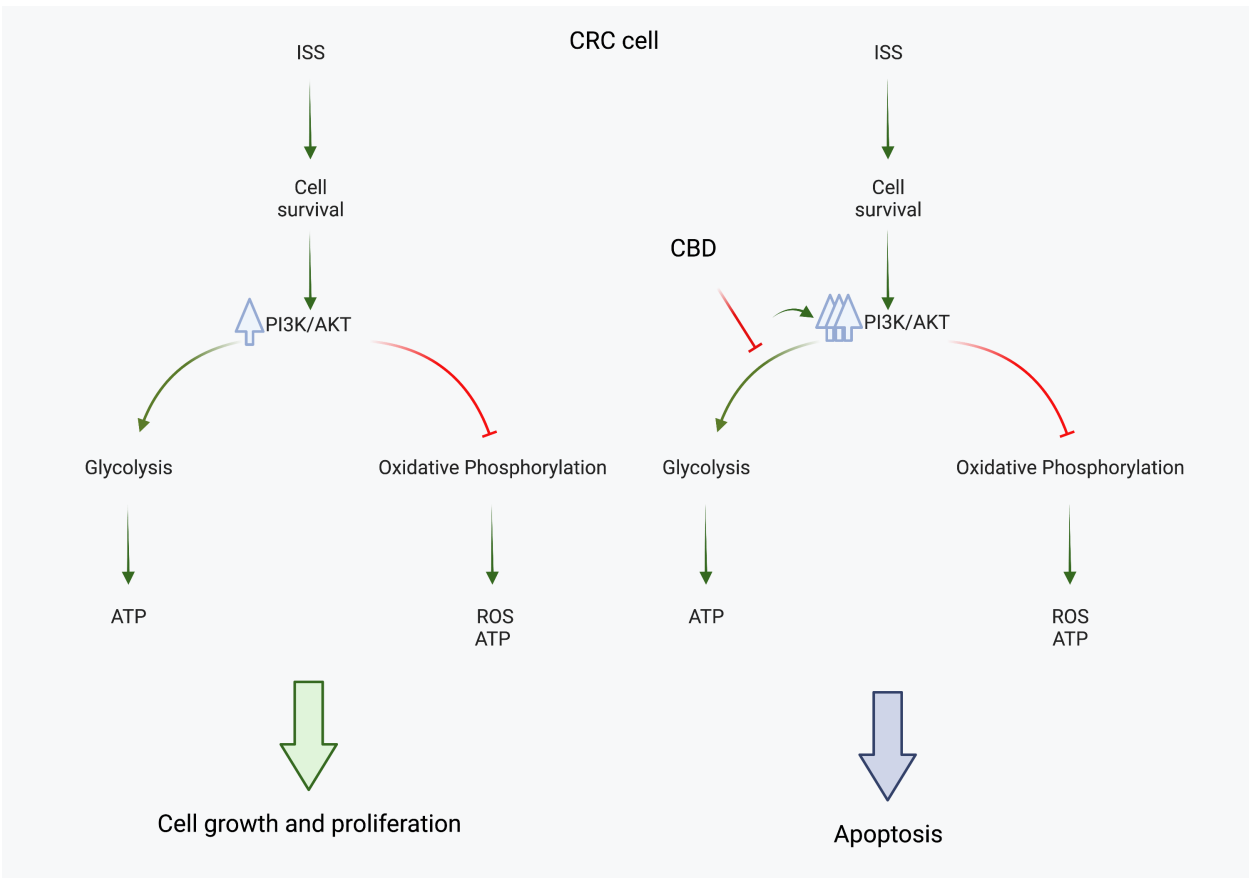 CRC cell
ISS
Cell
survival
PI3K/AKT
Glycolysis
Oxidative Phosphorylation
ATP
ROS
ATP
Cell growth and proliferation
ISS
Cell
survival
CBD
PI3K/AKT
Glycolysis
Oxidative Phosphorylation
ATP
ROS
ATP
Apoptosis